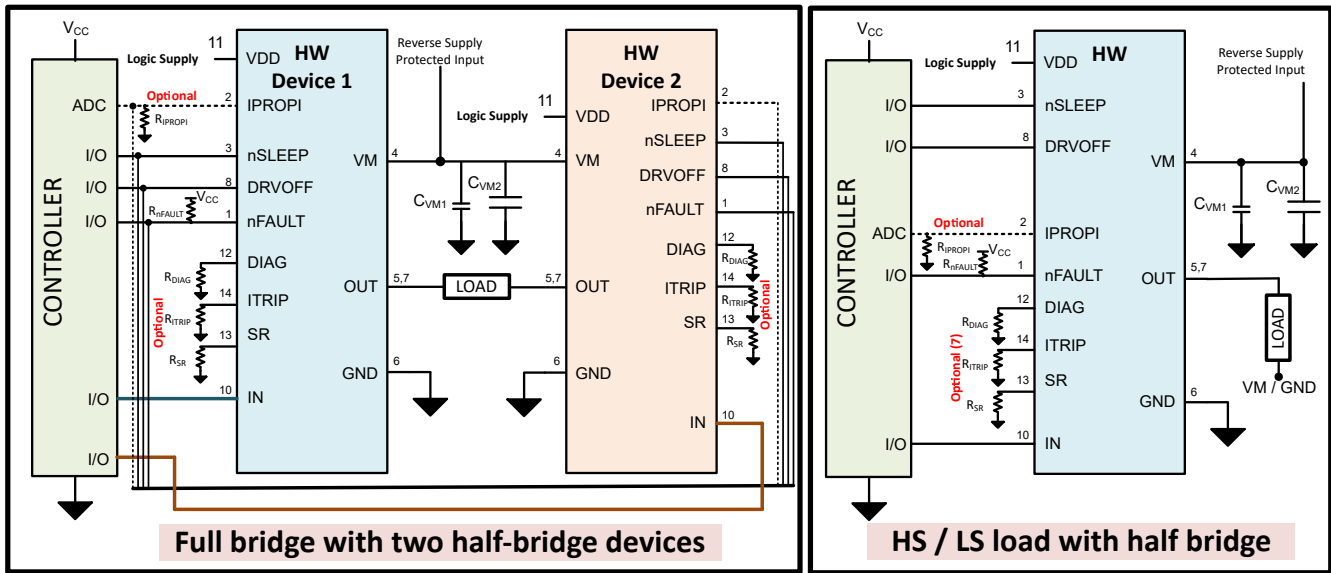 VCC
CONTROLLER
ADC
I/O
I/O
I/O
I/O
I/O
Optional
RIPROPI
VCC
RnFAULT
RDIAG
RITRIP
RSR
Optional
11
Logic Supply
2
3
8
1
12
14
13
10
HW
Device 1
VDD
IPROPI
nSLEEP
DRVOFF
nFAULT
DIAG
ITRIP
SR
IN
VM
OUT
GND
4
5,7
6
Reverse Supply
Protected Input
CVM1
CVM2
LOAD
11
Logic Supply
4
5,7
6
HW
Device 2
VDD
VM
OUT
GND
IPROPI
nSLEEP
DRVOFF
nFAULT
DIAG
ITRIP
SR
IN
2
3
8
1
12
14
13
10
RDIAG
RITRIP
RSR
Optional
Full bridge with two half-bridge devices
VCC
CONTROLLER
I/O
I/O
ADC
I/O
I/O
11
Logic Supply
3
8
Optional
2
RIPROPI
VCC
RnFAULT
1
12
RDIAG
14
RITRIP
13
RSR
Optional (7)
10
HW
VDD
nSLEEP
DRVOFF
VM
IPROPI
nFAULT
OUT
DIAG
ITRIP
SR
GND
IN
Reverse Supply
Protected Input
4
CVM1
CVM2
5,7
LOAD
VM / GND
6
HS / LS load with half bridge